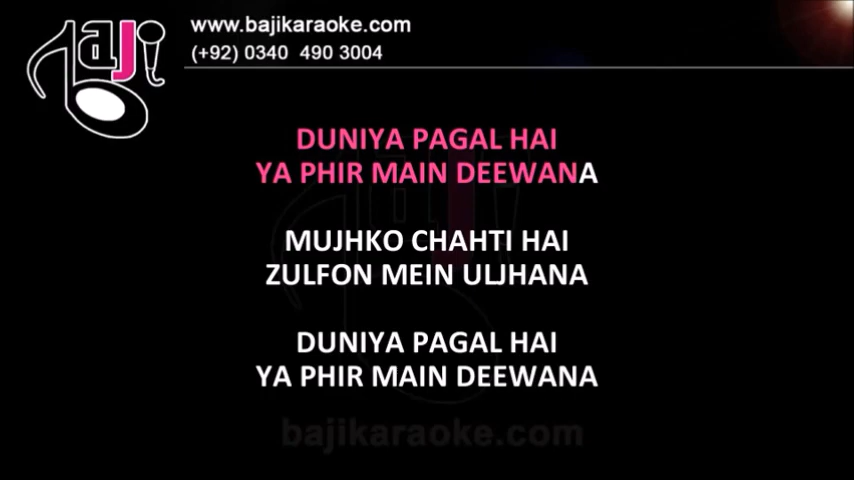 www.bajikaraoke.com
(+92) 0340 490 3004
baji
DUNIYA PAGAL HAI
YA PHIR MAIN DEEWANA
MUJHKO CHAHTI HAI
ZULFON MEIN ULJHANA
DUNIYA PAGAL HAI
YA PHIR MAIN DEEWANA
bajikaraoke.com